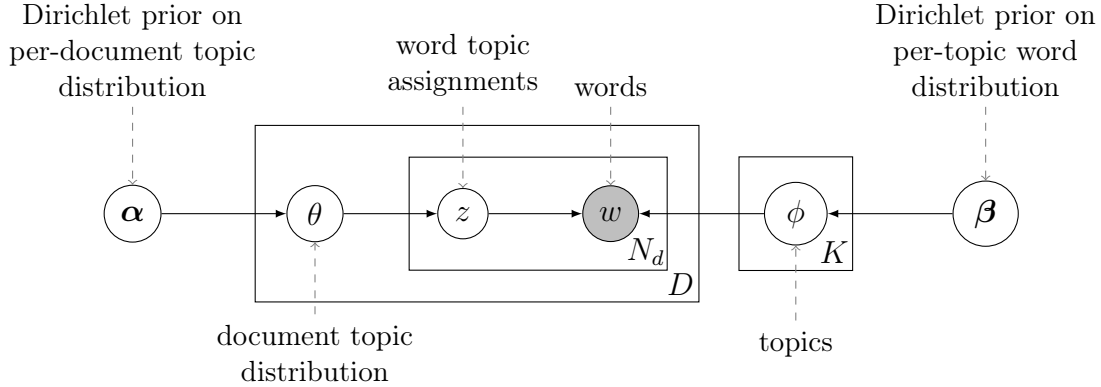 Dirichlet prior on
per-document topic
distribution
word topic
assignments
words
Dirichlet prior on
per-topic word
distribution
α
θ
z
w
ϕ
β
N_d
D
K
document topic
distribution
topics